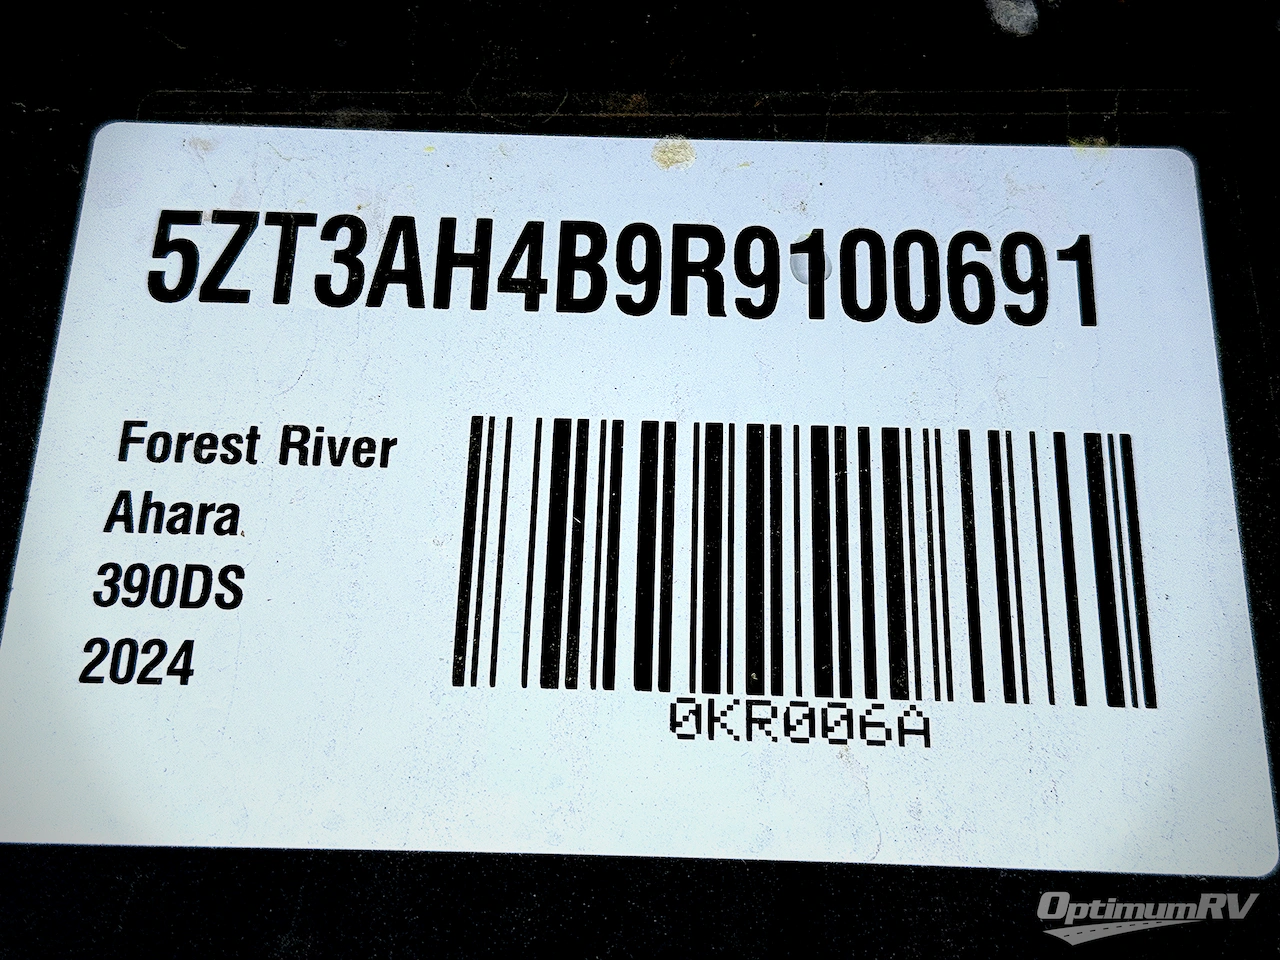 5ZT3AH4B9R9100691
Forest River
Ahara
390DS
2024
0KR006A
OptimumRV